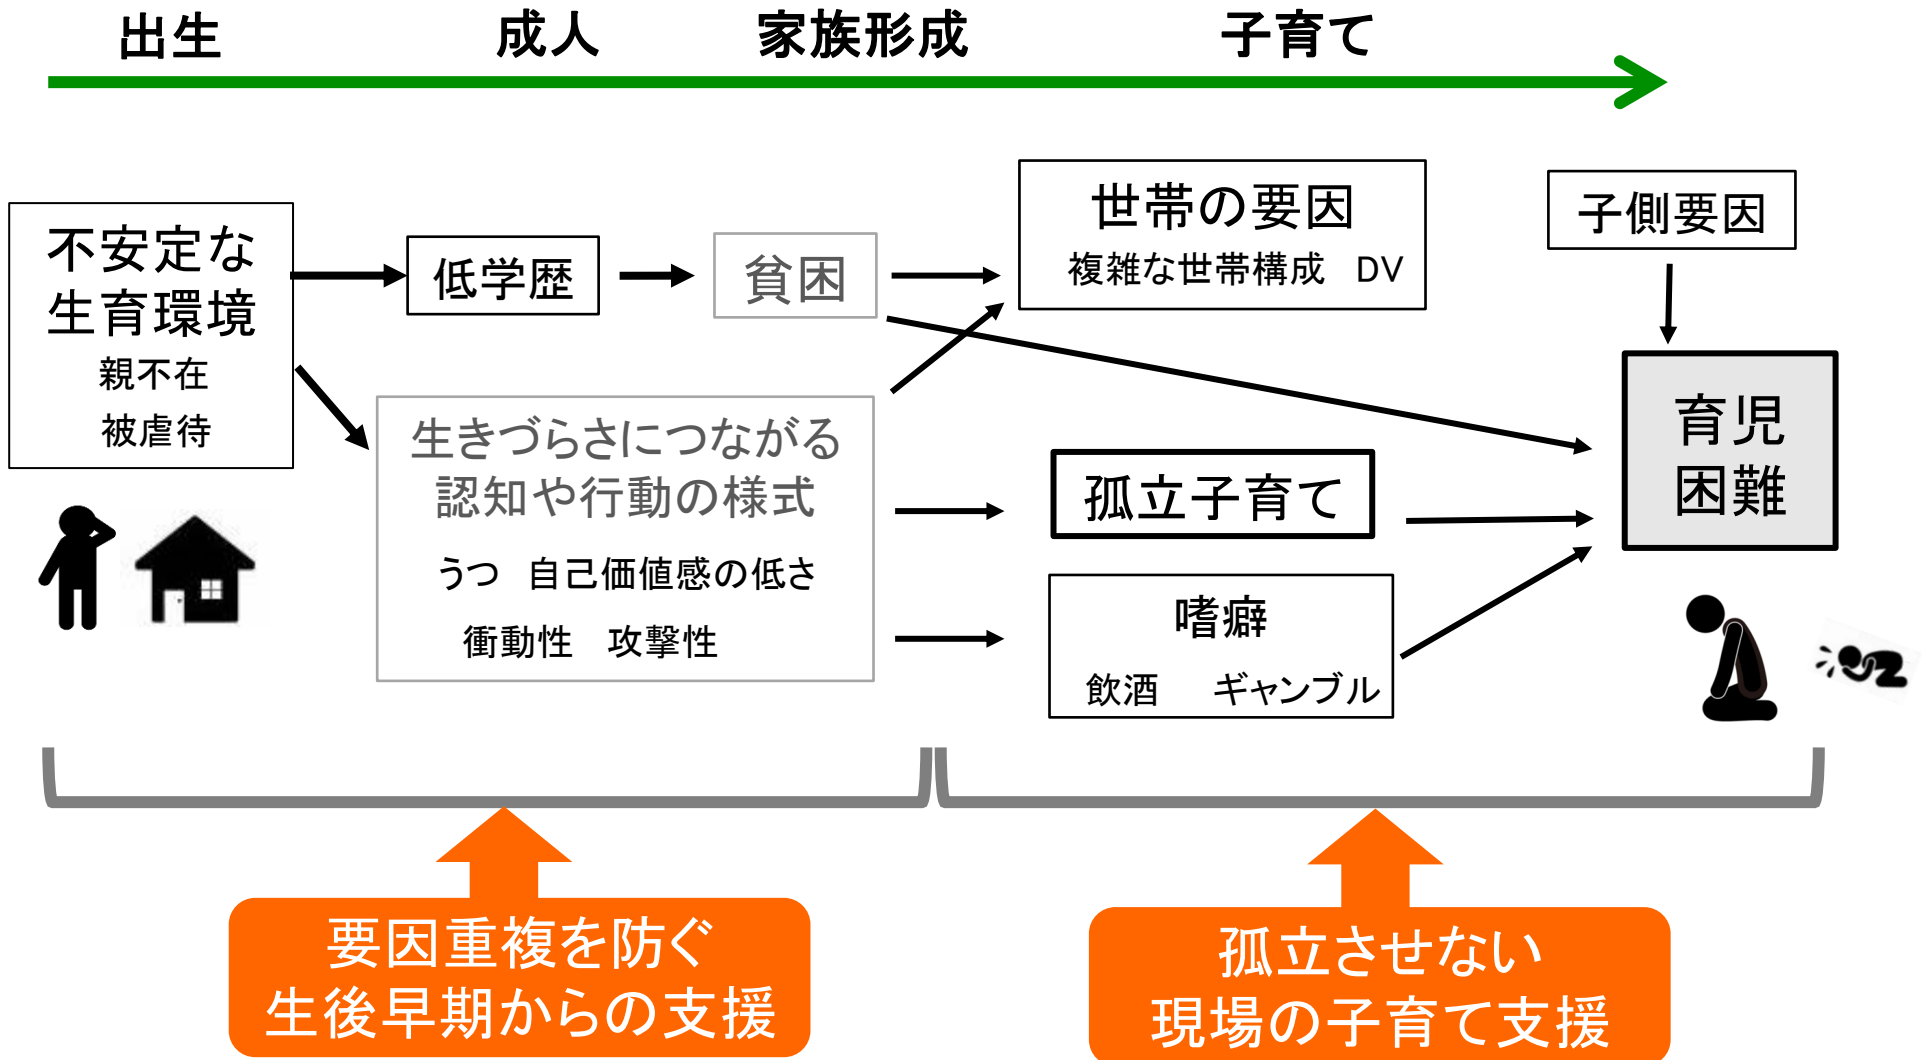 出生 成人 家族形成 子育て
不安定な
生育環境
親不在
被虐待
低学歴
貧困
世帯の要因
複雑な世帯構成 DV
子側要因
生きづらさにつながる
認知や行動の様式
うつ 自己価値感の低さ
衝動性 攻撃性
孤立子育て
嗜癖
飲酒 ギャンブル
育児
困難
要因重複を防ぐ
生後早期からの支援
孤立させない
現場の子育て支援